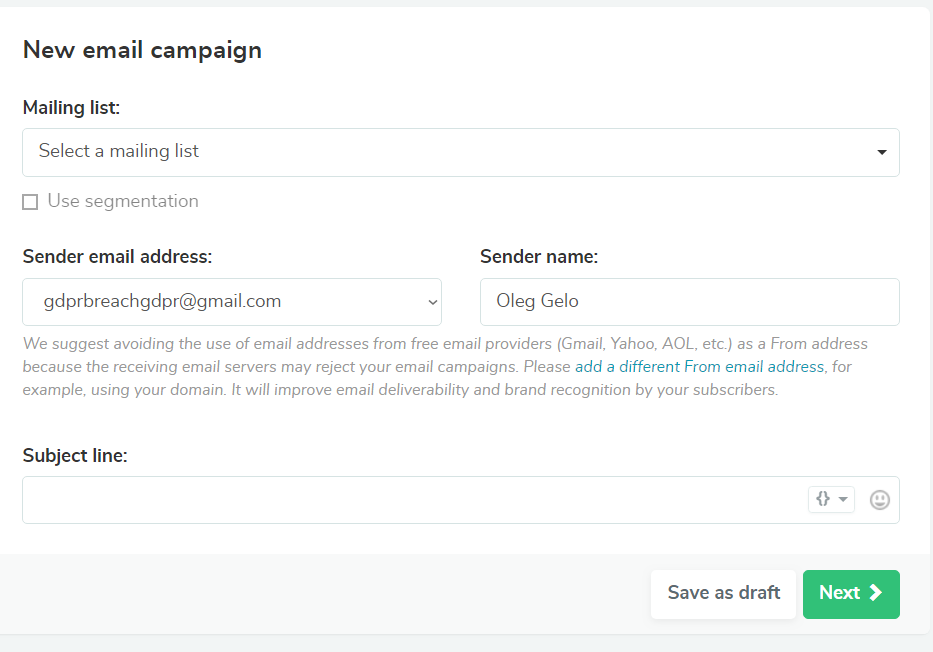 New email campaign
Mailing list:
Select a mailing list
Use segmentation
Sender email address:
Sender name:
gdprbreachgdpr@gmail.com
Oleg Gelo
We suggest avoiding the use of email addresses from free email providers (Gmail, Yahoo, AOL, etc.) as a From address
because the receiving email servers may reject your email campaigns. Please add a different From email address, for
example, using your domain. It will improve email deliverability and brand recognition by your subscribers.
Subject line:
{}
Save as draft
Next